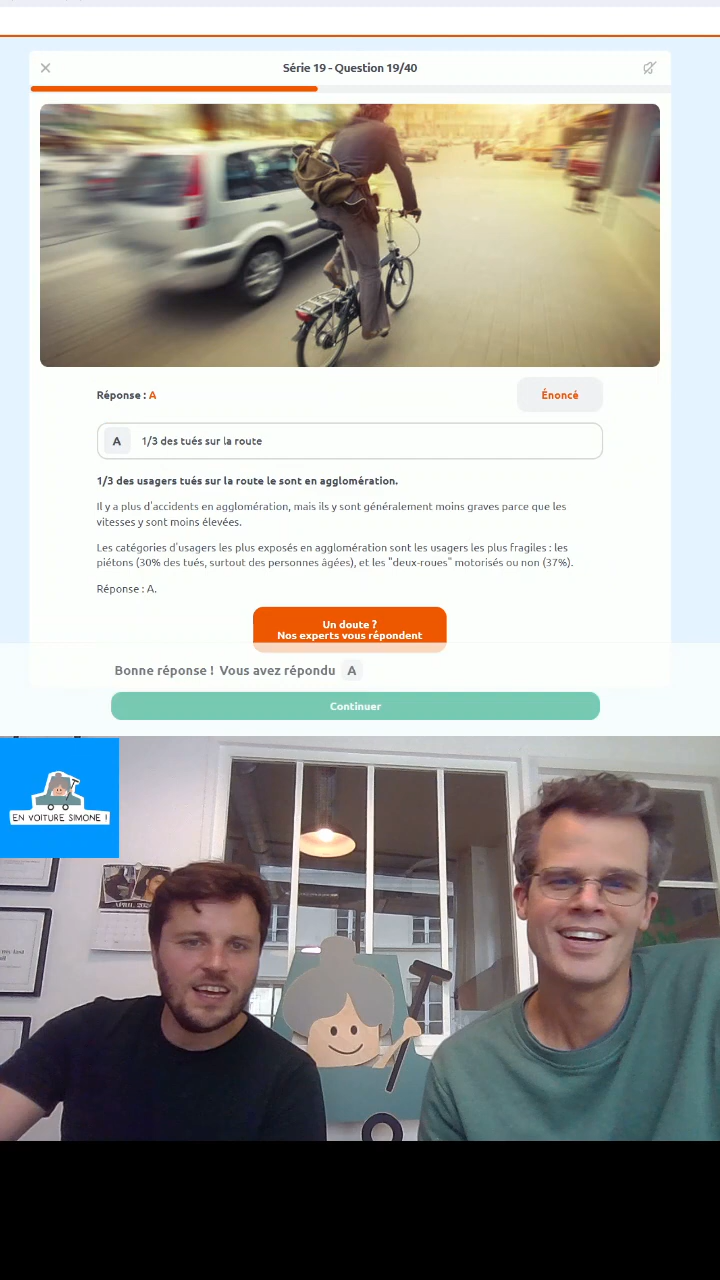 Série 19 - Question 19/40
Réponse : A
Énoncé
A 1/3 des tués sur la route
1/3 des usagers tués sur la route le sont en agglomération.
Il y a plus d'accidents en agglomération, mais ils y sont généralement moins graves parce que les
vitesses y sont moins élevées.
Les catégories d'usagers les plus exposés en agglomération sont les usagers les plus fragiles : les
piétons (30% des tués, surtout des personnes âgées), et les "deux-roues" motorisés ou non (37%).
Réponse : A.
Un doute ?
Nos experts vous répondent
Bonne réponse ! Vous avez répondu A
Continuer
EN VOITURE SIMONE !